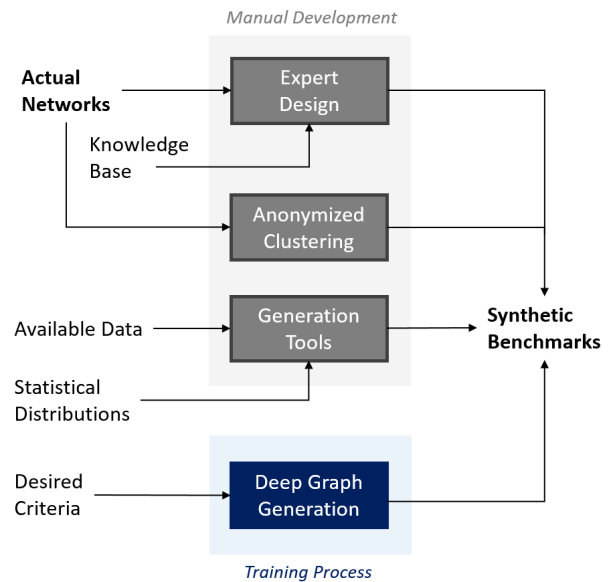 Manual Development
Actual
Networks
Expert
Design
Knowledge
Base
Anonymized
Clustering
Available Data
Generation
Tools
Synthetic
Benchmarks
Statistical
Distributions
Desired
Criteria
Deep Graph
Generation
Training Process